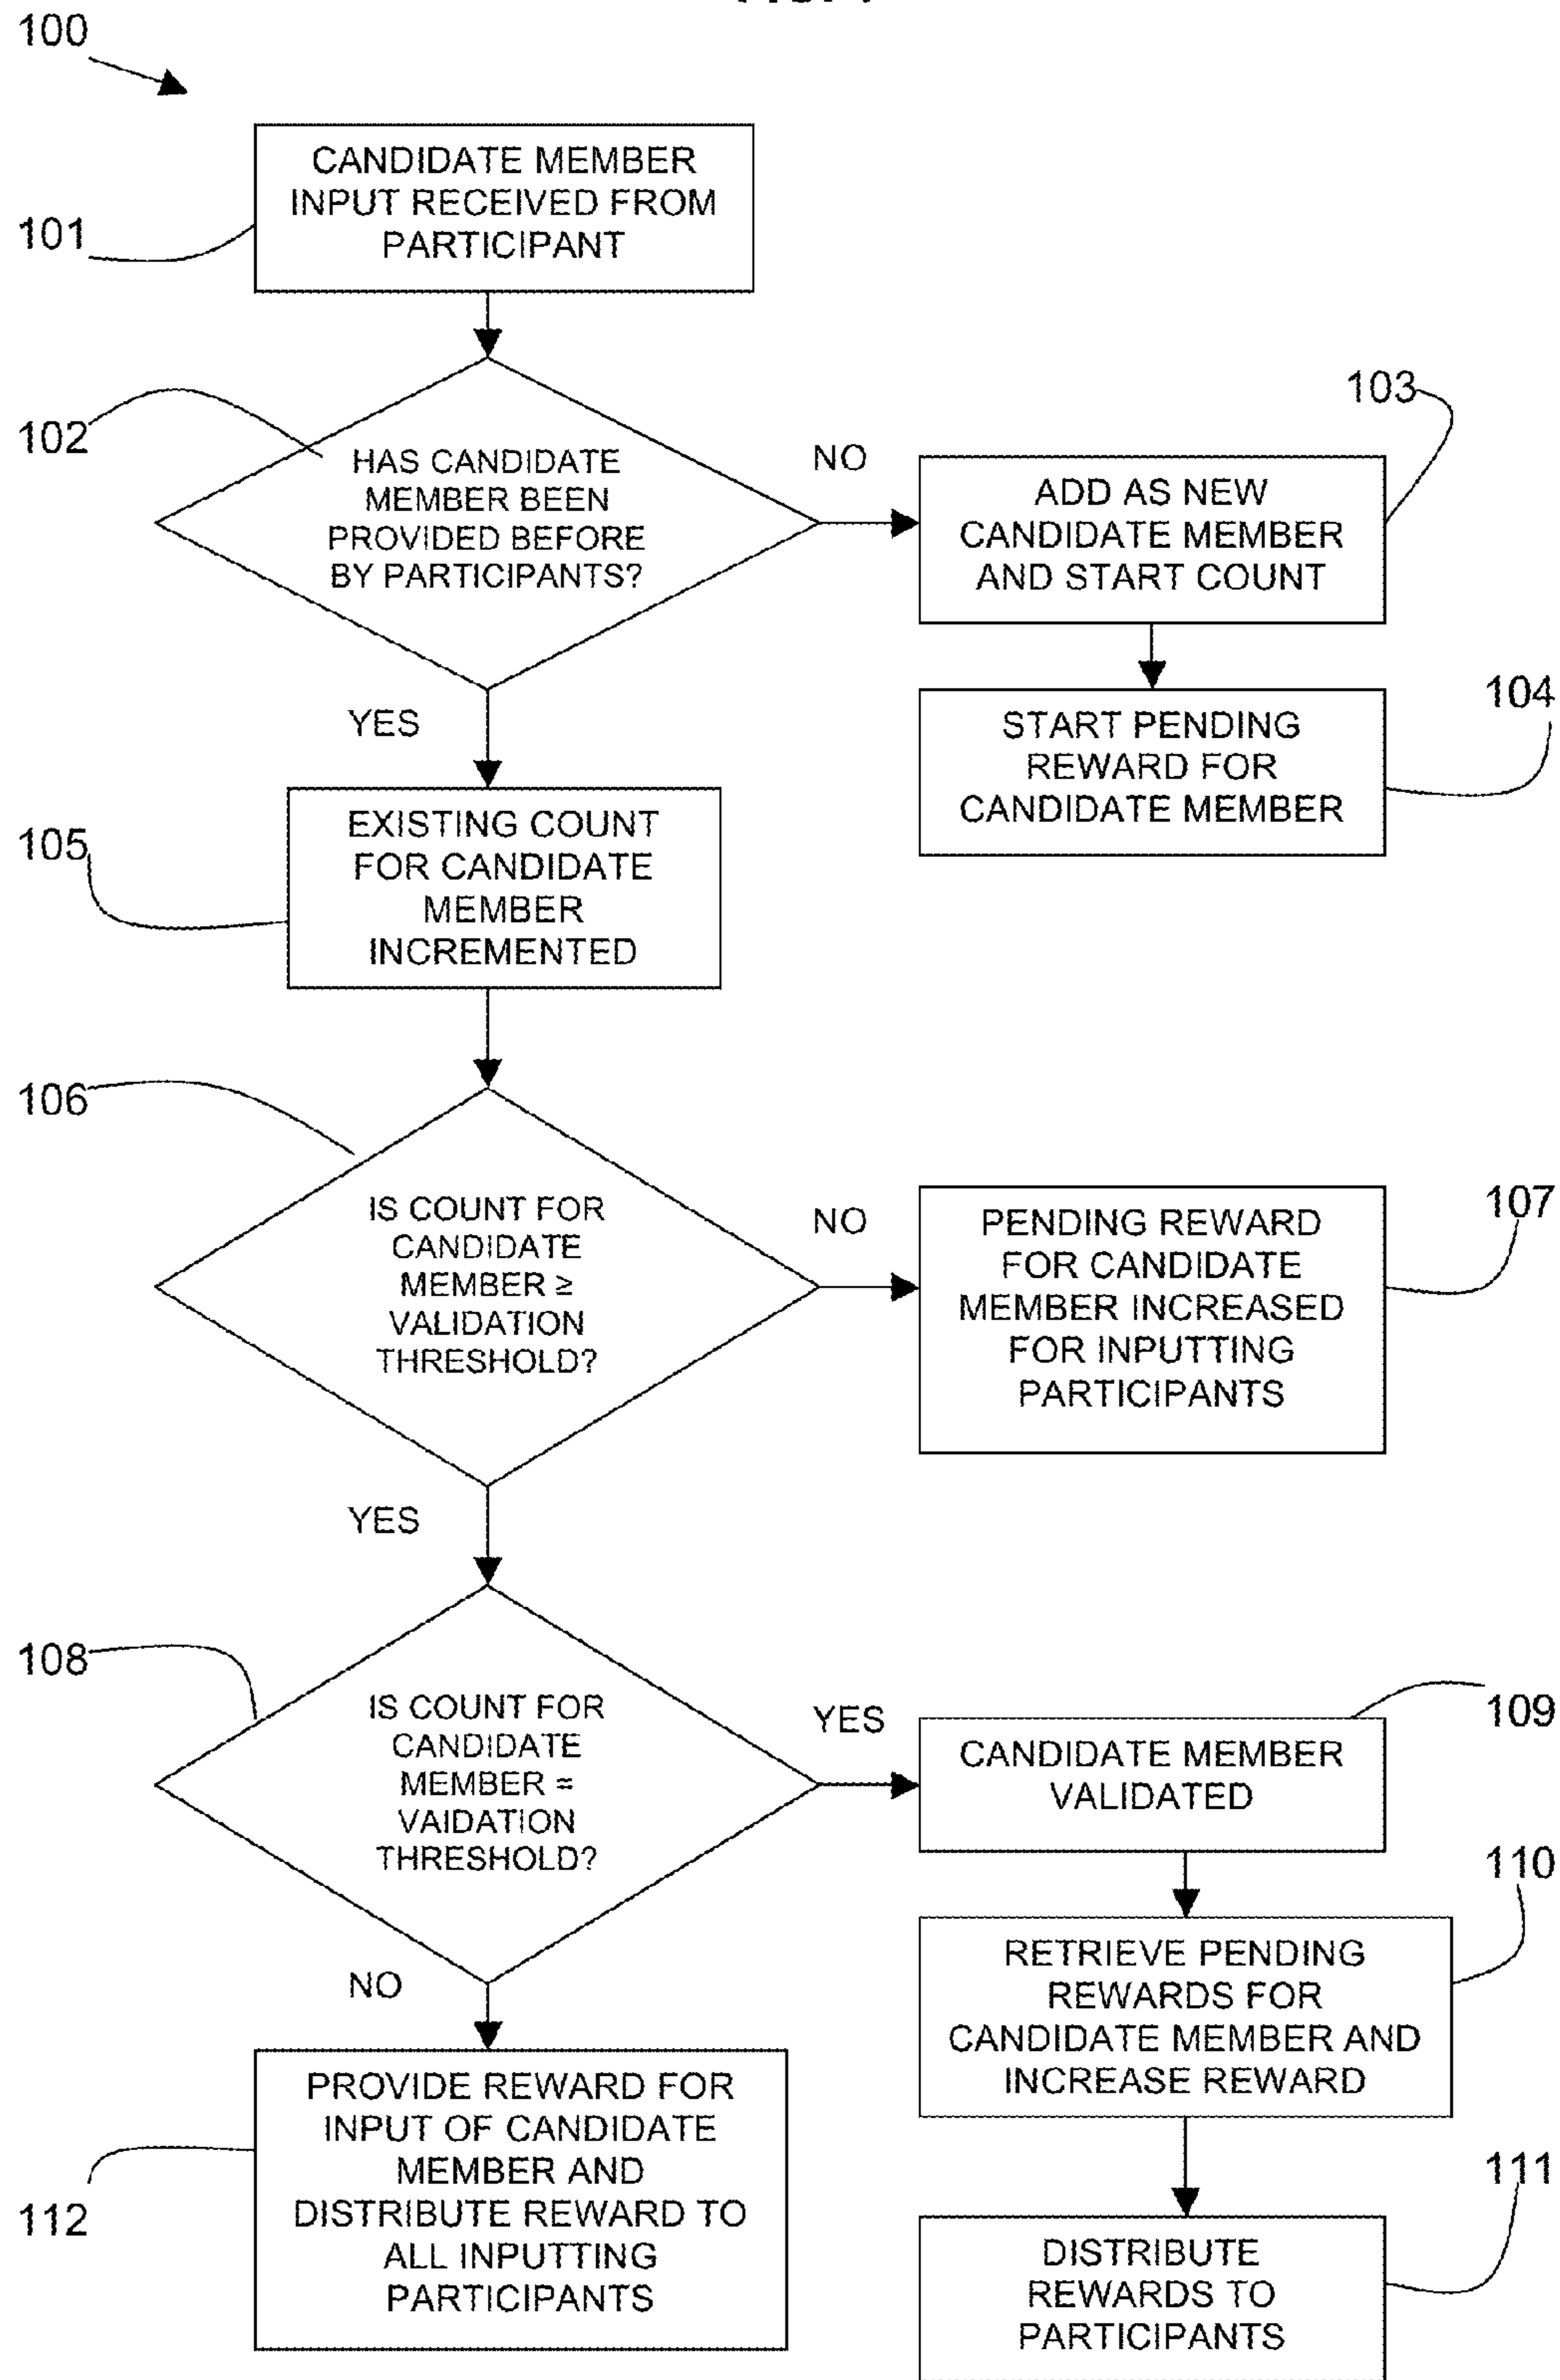 100
CANDIDATE MEMBER
INPUT RECEIVED FROM
PARTICIPANT
101
102
HAS CANDIDATE
MEMBER BEEN
PROVIDED BEFORE
BY PARTICIPANTS?
NO
103
ADD AS NEW
CANDIDATE MEMBER
AND START COUNT
104
START PENDING
REWARD FOR
CANDIDATE MEMBER
YES
105
EXISTING COUNT
FOR CANDIDATE
MEMBER
INCREMENTED
106
IS COUNT FOR
CANDIDATE
MEMBER ≥
VALIDATION
THRESHOLD?
NO
107
PENDING REWARD
FOR CANDIDATE
MEMBER INCREASED
FOR INPUTTING
PARTICIPANTS
YES
108
IS COUNT FOR
CANDIDATE
MEMBER =
VAIDATION
THRESHOLD?
YES
109
CANDIDATE MEMBER
VALIDATED
110
RETRIEVE PENDING
REWARDS FOR
CANDIDATE MEMBER AND
INCREASE REWARD
NO
112
PROVIDE REWARD FOR
INPUT OF CANDIDATE
MEMBER AND
DISTRIBUTE REWARD TO
ALL INPUTTING
PARTICIPANTS
111
DISTRIBUTE
REWARDS TO
PARTICIPANTS